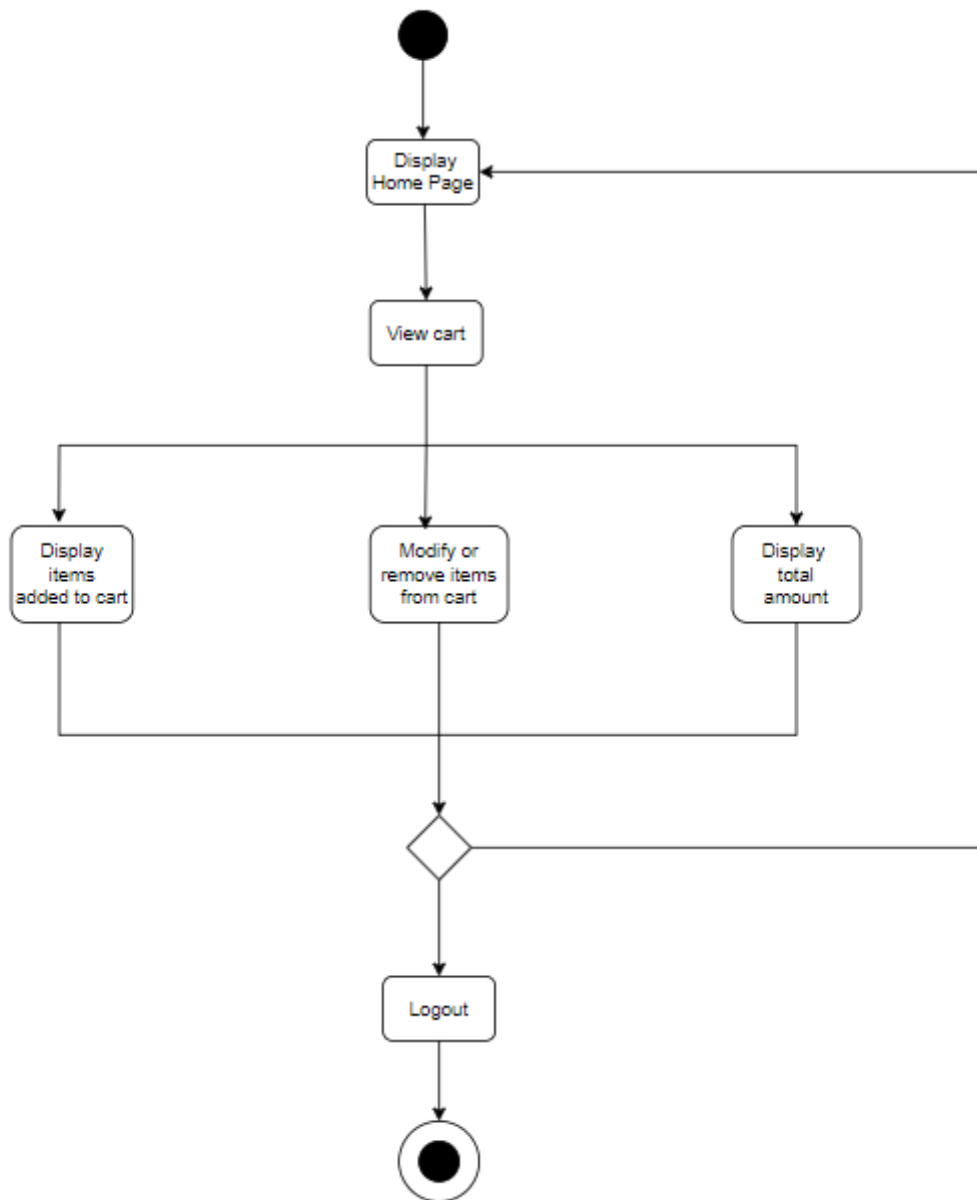 Display
Home Page
View cart
Display
items
added to cart
Modify or
remove items
from cart
Display
total
amount
Logout